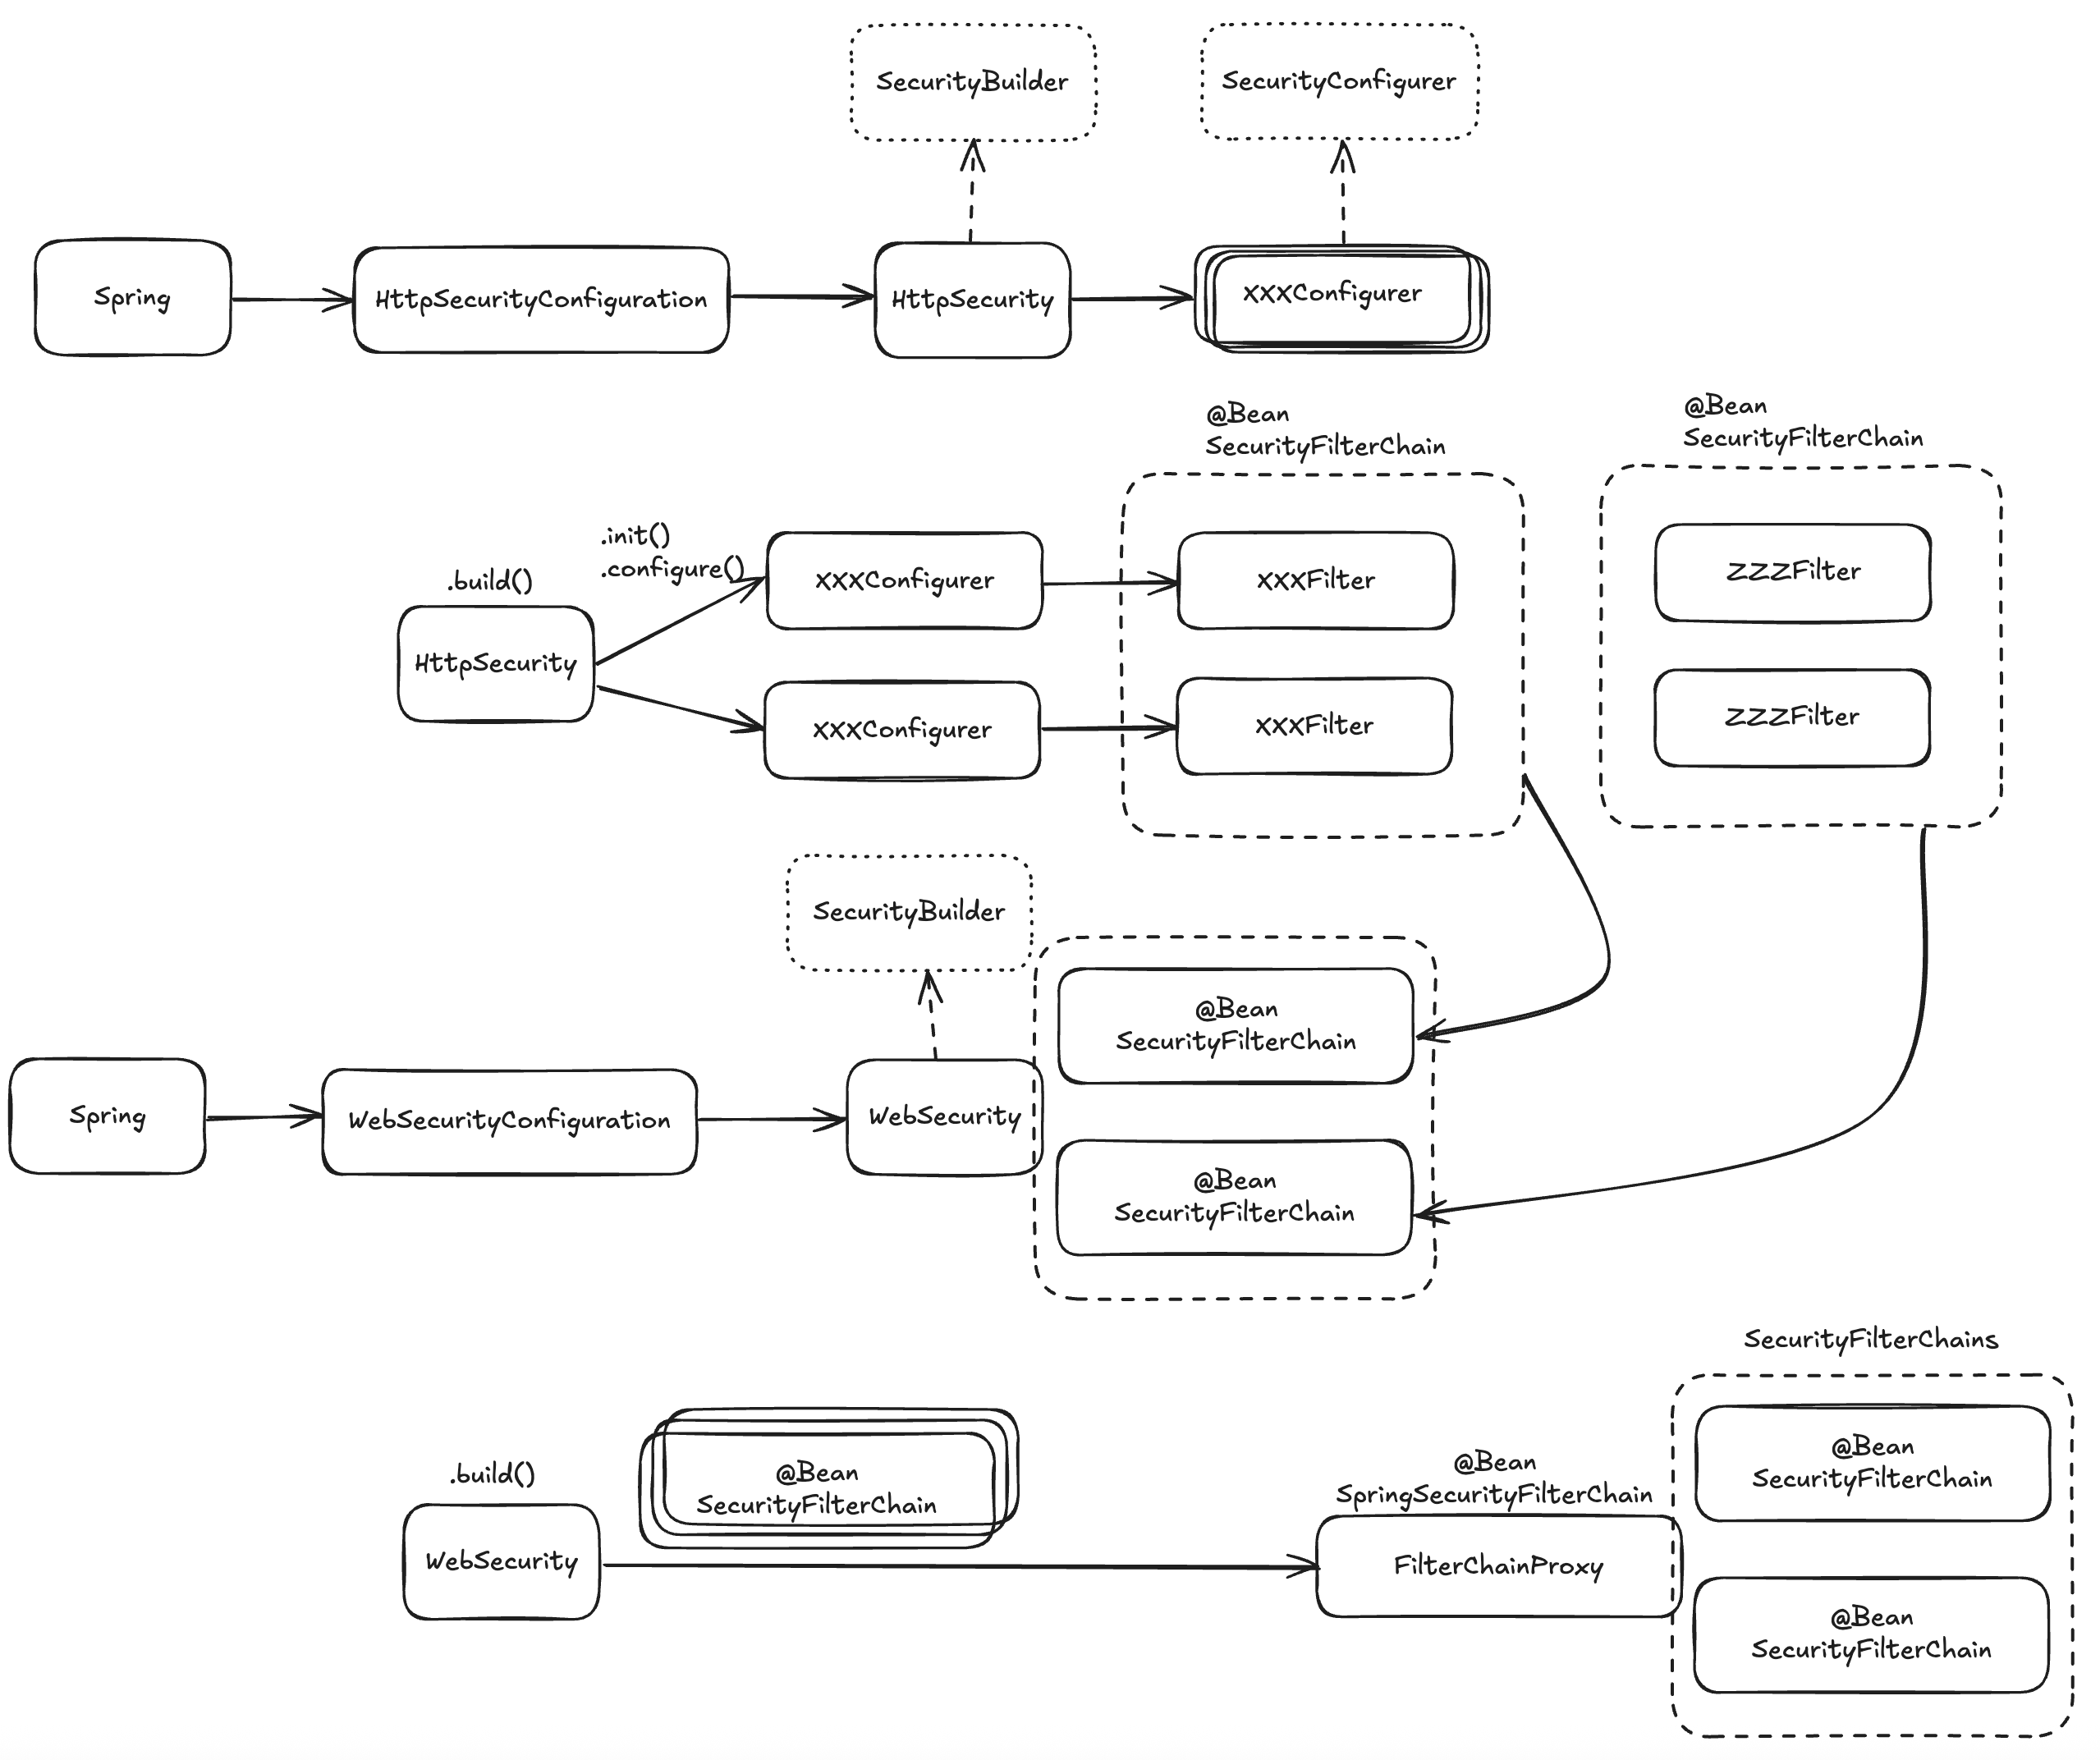 SecurityBuilder
SecurityConfigurer
Spring
HttpSecurityConfiguration
HttpSecurity
XXXConfigurer
@Bean
SecurityFilterChain
@Bean
SecurityFilterChain
.init()
.configure()
.build()
HttpSecurity
XXXConfigurer
XXXFilter
ZZZFilter
XXXConfigurer
XXXFilter
ZZZFilter
SecurityBuilder
@Bean
SecurityFilterChain
Spring
WebSecurityConfiguration
WebSecurity
@Bean
SecurityFilterChain
SecurityFilterChains
.build()
@Bean
SecurityFilterChain
WebSecurity
@Bean
SpringSecurityFilterChain
FilterChainProxy
@Bean
SecurityFilterChain
@Bean
SecurityFilterChain